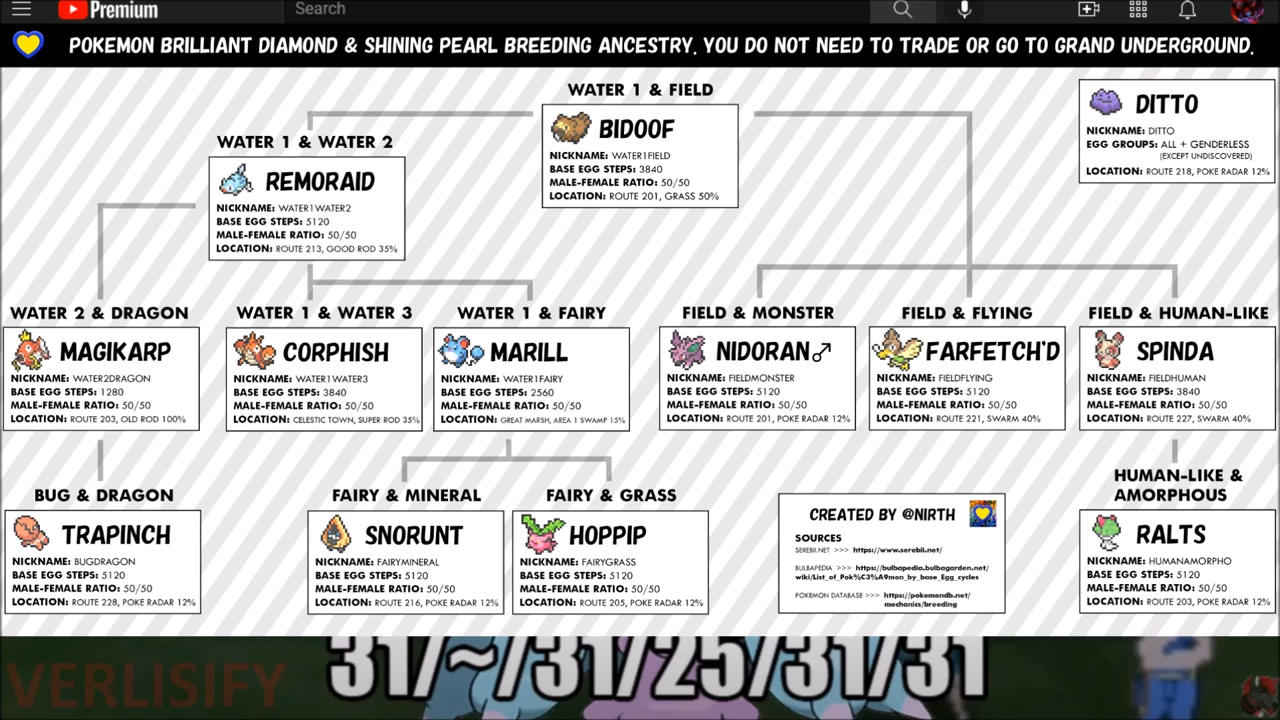 Premium
Search
POKEMON BRILLIANT DIAMOND & SHINING PEARL BREEDING ANCESTRY. YOU DO NOT NEED TO TRADE OR GO TO GRAND UNDERGROUND.
WATER 1 & FIELD
BIDOOF
NICKNAME: WATER1FIELD
BASE EGG STEPS: 3840
MALE-FEMALE RATIO: 50/50
LOCATION: ROUTE 201, GRASS 50%
DITTO
NICKNAME: DITTO
EGG GROUPS: ALL + GENDERLESS
(EXCEPT UNDISCOVERED)
LOCATION: ROUTE 218, POKE RADAR 12%
WATER 1 & WATER 2
REMORAID
NICKNAME: WATER1WATER2
BASE EGG STEPS: 5120
MALE-FEMALE RATIO: 50/50
LOCATION: ROUTE 213, GOOD ROD 35%
WATER 2 & DRAGON
MAGIKARP
NICKNAME: WATER2DRAGON
BASE EGG STEPS: 1280
MALE-FEMALE RATIO: 50/50
LOCATION: ROUTE 203, OLD ROD 100%
WATER 1 & WATER 3
CORPHISH
NICKNAME: WATER1WATER3
BASE EGG STEPS: 3840
MALE-FEMALE RATIO: 50/50
LOCATION: CELESTIC TOWN, SUPER ROD 35%
WATER 1 & FAIRY
MARILL
NICKNAME: WATER1FAIRY
BASE EGG STEPS: 2560
MALE-FEMALE RATIO: 50/50
LOCATION: GREAT MARSH, AREA 1 SWAMP 15%
FIELD & MONSTER
NIDORAN♂
NICKNAME: FIELDMONSTER
BASE EGG STEPS: 5120
MALE-FEMALE RATIO: 50/50
LOCATION: ROUTE 201, POKE RADAR 12%
FIELD & FLYING
FARFETCH'D
NICKNAME: FIELDFLYING
BASE EGG STEPS: 5120
MALE-FEMALE RATIO: 50/50
LOCATION: ROUTE 221, SWARM 40%
FIELD & HUMAN-LIKE
SPINDA
NICKNAME: FIELDHUMAN
BASE EGG STEPS: 3840
MALE-FEMALE RATIO: 50/50
LOCATION: ROUTE 227, SWARM 40%
BUG & DRAGON
TRAPINCH
NICKNAME: BUGDRAGON
BASE EGG STEPS: 5120
MALE-FEMALE RATIO: 50/50
LOCATION: ROUTE 228, POKE RADAR 12%
FAIRY & MINERAL
SNORUNT
NICKNAME: FAIRYMINERAL
BASE EGG STEPS: 5120
MALE-FEMALE RATIO: 50/50
LOCATION: ROUTE 216, POKE RADAR 12%
FAIRY & GRASS
HOPPIP
NICKNAME: FAIRYGRASS
BASE EGG STEPS: 5120
MALE-FEMALE RATIO: 50/50
LOCATION: ROUTE 205, POKE RADAR 12%
CREATED BY @NIRTH
SOURCES
SEREBII.NET >>> https://www.serebii.net/
BULBAPEDIA >>> https://bulbapedia.bulbagarden.net/
wiki/List_of_Pok%C3%A9mon_by_base_Egg_cycles
POKEMON DATABASE >>> https://pokemondb.net/
mechanics/breeding
HUMAN-LIKE &
AMORPHOUS
RALTS
NICKNAME: HUMANAMORPHO
BASE EGG STEPS: 5120
MALE-FEMALE RATIO: 50/50
LOCATION: ROUTE 203, POKE RADAR 12%
31/~/31/25/31/31
VERLISIFY